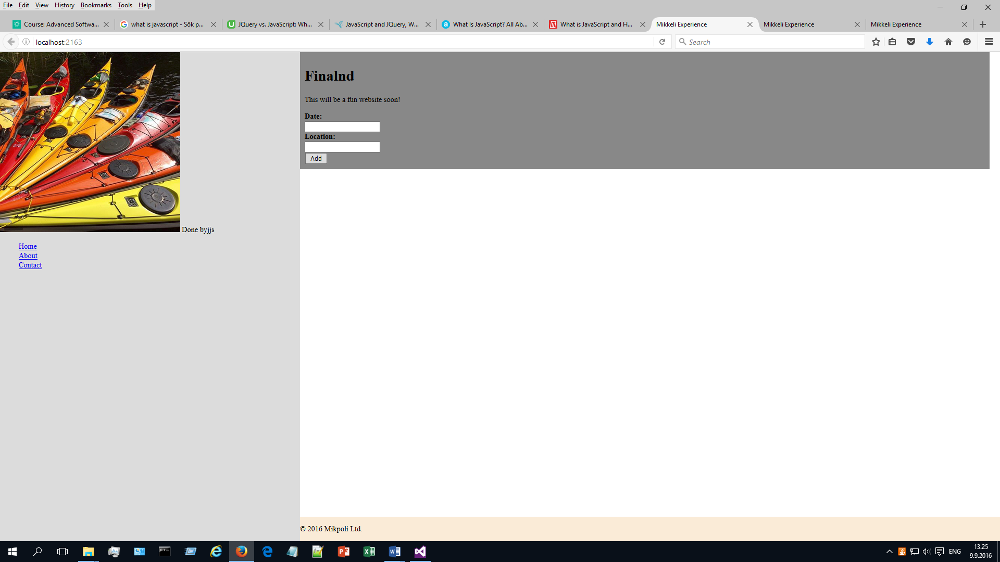 File Edit View History Bookmarks Tools Help
Course: Advanced Softwa...
what is javascript - Sök p...
JQuery vs. JavaScript: Wh...
JavaScript and JQuery, W...
What Is JavaScript? All Ab...
What is JavaScript and H...
Mikkeli Experience
Mikkeli Experience
Mikkeli Experience
localhost:2163
Search
Finalnd
This will be a fun website soon!
Date:
Location:
Add
Done byjjs
Home
About
Contact
© 2016 Mikpoli Ltd.
ENG
13.25
9.9.2016